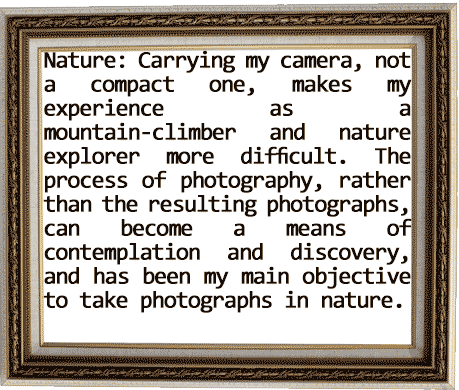 Nature: Carrying my camera, not
a compact one, makes my
experience as a
mountain-climber and nature
explorer more difficult. The
process of photography, rather
than the resulting photographs,
can become a means of
contemplation and discovery,
and has been my main objective
to take photographs in nature.